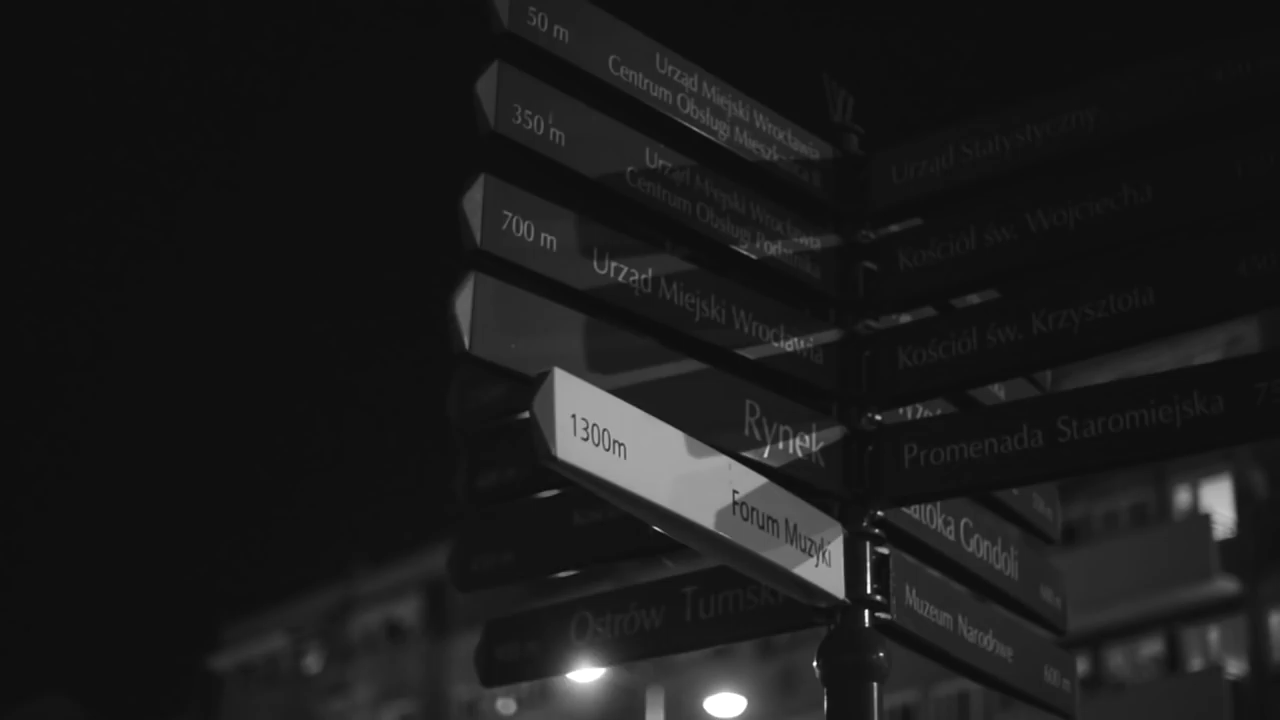 50 m
Urząd Miejski Wrocławia
Centrum Obsługi Mieszkańca
350 m
Urząd Miejski Wrocławia
Centrum Obsługi Podatnika
700 m
Urząd Miejski Wrocławia
Rynek
1300m
Forum Muzyki
Ostrów Tumski
Urząd Statystyczny
Kościół św. Wojciecha
Kościół św. Krzysztofa
Promenada Staromiejska
Zatoka Gondoli
Muzeum Narodowe
600 m